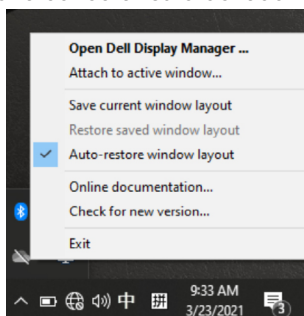 Open Dell Display Manager ...
Attach to active window...
Save current window layout
Restore saved window layout
Auto-restore window layout
Online documentation...
Check for new version...
Exit
中 囲 9:33 AM
3/23/2021
3